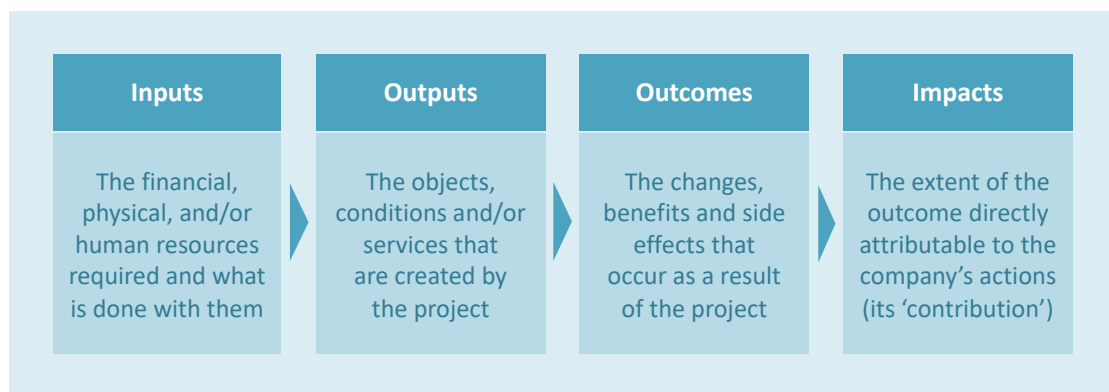 Inputs
The financial,
physical, and/or
human resources
required and what
is done with them
Outputs
The objects,
conditions and/or
services that
are created by
the project
Outcomes
The changes,
benefits and side
effects that
occur as a result
of the project
Impacts
The extent of the
outcome directly
attributable to the
company’s actions
(its ‘contribution’)